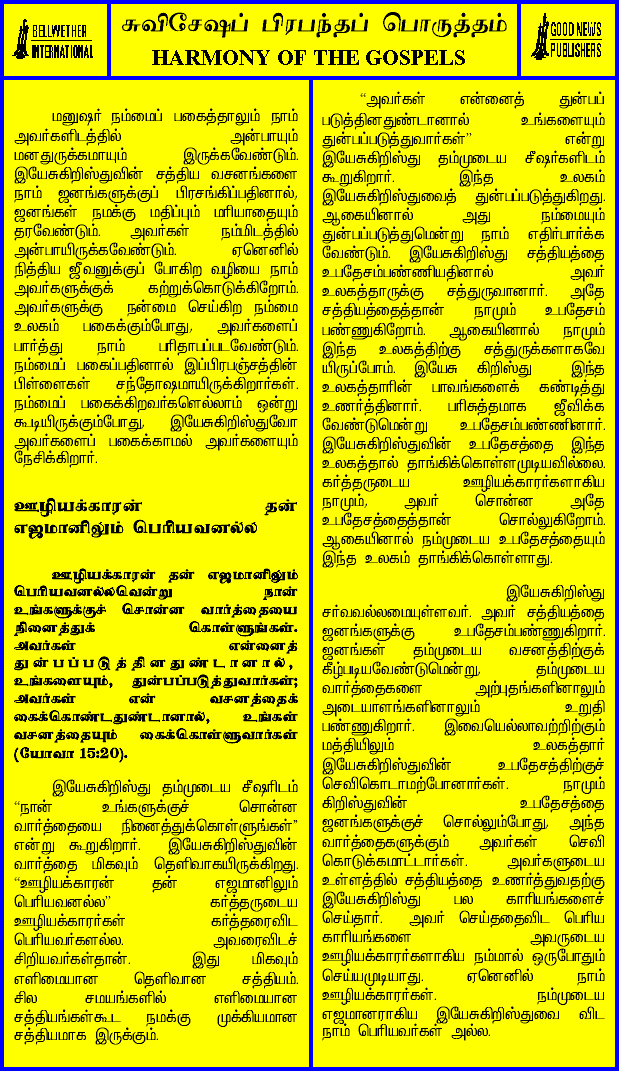 BELLWETHER
INTERNATIONAL
சுவிசேஷப் பிரபந்தப் பொருத்தம்
HARMONY OF THE GOSPELS
GOOD NEWS
PUBLISHERS
மனுஷர் நம்மைப் பகைத்தாலும் நாம்
அவர்களிடத்தில் அன்பாயும்
மனதுருக்கமாயும் இருக்கவேண்டும்.
இயேசுகிறிஸ்துவின் சத்திய வசனங்களை
நாம் ஜனங்களுக்குப் பிரசங்கிப்பதினால்,
ஜனங்கள் நமக்கு மதிப்பும் மரியாதையும்
தரவேண்டும். அவர்கள் நம்மிடத்தில்
அன்பாயிருக்கவேண்டும். ஏனெனில்
நித்திய ஜீவனுக்குப் போகிற வழியை நாம்
அவர்களுக்குக் கற்றுக்கொடுக்கிறோம்.
அவர்களுக்கு நன்மை செய்கிற நம்மை
உலகம் பகைக்கும்போது, அவர்களைப்
பார்த்து நாம் பரிதாபப்படவேண்டும்.
நம்மைப் பகைப்பதினால் இப்பிரபஞ்சத்தின்
பிள்ளைகள் சந்தோஷமாயிருக்கிறார்கள்.
நம்மைப் பகைக்கிறவர்களெல்லாம் ஒன்று
கூடியிருக்கும்போது, இயேசுகிறிஸ்துவோ
அவர்களைப் பகைக்காமல் அவர்களையும்
நேசிக்கிறார்.
ஊழியக்காரன் தன்
எஜமானிலும் பெரியவனல்ல
ஊழியக்காரன் தன் எஜமானிலும்
பெரியவனல்லவென்று நான்
உங்களுக்குச் சொன்ன வார்த்தையை
நினைத்துக் கொள்ளுங்கள்.
அவர்கள் என்னைத்
துன்பப்படுத்தினதுண்டானால்,
உங்களையும், துன்பப்படுத்துவார்கள்;
அவர்கள் என் வசனத்தைக்
கைக்கொண்டதுண்டானால், உங்கள்
வசனத்தையும் கைக்கொள்ளுவார்கள்
(யோவா 15:20).
இயேசுகிறிஸ்து தம்முடைய சீஷரிடம்
“நான் உங்களுக்குச் சொன்ன
வார்த்தையை நினைத்துக்கொள்ளுங்கள்”
என்று கூறுகிறார். இயேசுகிறிஸ்துவின்
வார்த்தை மிகவும் தெளிவாகயிருக்கிறது.
“ஊழியக்காரன் தன் எஜமானிலும்
பெரியவனல்ல” கர்த்தருடைய
ஊழியக்காரர்கள் கர்த்தரைவிட
பெரியவர்களல்ல. அவரைவிடச்
சிறியவர்கள்தான். இது மிகவும்
எளிமையான தெளிவான சத்தியம்.
சில சமயங்களில் எளிமையான
சத்தியங்கள்கூட நமக்கு முக்கியமான
சத்தியமாக இருக்கும்.
“அவர்கள் என்னைத் துன்பப்
படுத்தினதுண்டானால் உங்களையும்
துன்பப்படுத்துவார்கள்” என்று
இயேசுகிறிஸ்து தம்முடைய சீஷர்களிடம்
கூறுகிறார். இந்த உலகம்
இயேசுகிறிஸ்துவைத் துன்பப்படுத்துகிறது.
ஆகையினால் அது நம்மையும்
துன்பப்படுத்துமென்று நாம் எதிர்பார்க்க
வேண்டும். இயேசுகிறிஸ்து சத்தியத்தை
உபதேசம்பண்ணியதினால் அவர்
உலகத்தாருக்கு சத்துருவானார். அதே
சத்தியத்தைத்தான் நாமும் உபதேசம்
பண்ணுகிறோம். ஆகையினால் நாமும்
இந்த உலகத்திற்கு சத்துருக்களாகவே
யிருப்போம். இயேசு கிறிஸ்து இந்த
உலகத்தாரின் பாவங்களைக் கண்டித்து
உணர்த்தினார். பரிசுத்தமாக ஜீவிக்க
வேண்டுமென்று உபதேசம்பண்ணினார்.
இயேசுகிறிஸ்துவின் உபதேசத்தை இந்த
உலகத்தால் தாங்கிக்கொள்ளமுடியவில்லை.
கர்த்தருடைய ஊழியக்காரர்களாகிய
நாமும், அவர் சொன்ன அதே
உபதேசத்தைத்தான் சொல்லுகிறோம்.
ஆகையினால் நம்முடைய உபதேசத்தையும்
இந்த உலகம் தாங்கிக்கொள்ளாது.
இயேசுகிறிஸ்து
சர்வவல்லமையுள்ளவர். அவர் சத்தியத்தை
ஜனங்களுக்கு உபதேசம்பண்ணுகிறார்.
ஜனங்கள் தம்முடைய வசனத்திற்குக்
கீழ்படியவேண்டுமென்று, தம்முடைய
வார்த்தைகளை அற்புதங்களினாலும்
அடையாளங்களினாலும் உறுதி
பண்ணுகிறார். இவையெல்லாவற்றிற்கும்
மத்தியிலும் உலகத்தார்
இயேசுகிறிஸ்துவின் உபதேசத்திற்குச்
செவிகொடாமற்போனார்கள். நாமும்
கிறிஸ்துவின் உபதேசத்தை
ஜனங்களுக்குச் சொல்லும்போது, அந்த
வார்த்தைகளுக்கும் அவர்கள் செவி
கொடுக்கமாட்டார்கள். அவர்களுடைய
உள்ளத்தில் சத்தியத்தை உணர்த்துவதற்கு
இயேசுகிறிஸ்து பல காரியங்களைச்
செய்தார். அவர் செய்ததைவிட பெரிய
காரியங்களை அவருடைய
ஊழியக்காரர்களாகிய நம்மால் ஒருபோதும்
செய்யமுடியாது. ஏனெனில் நாம்
ஊழியக்காரர்கள். நம்முடைய
எஜமானராகிய இயேசுகிறிஸ்துவை விட
நாம் பெரியவர்கள் அல்ல.